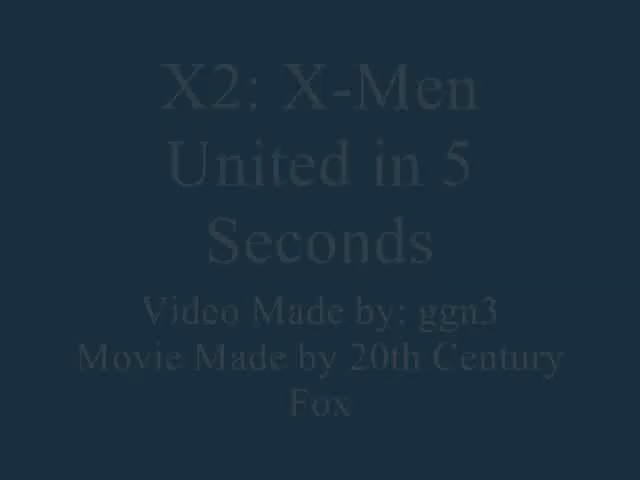 X2: X-Men
United in 5
Seconds
Video Made by: ggn3
Movie Made by 20th Century
Fox